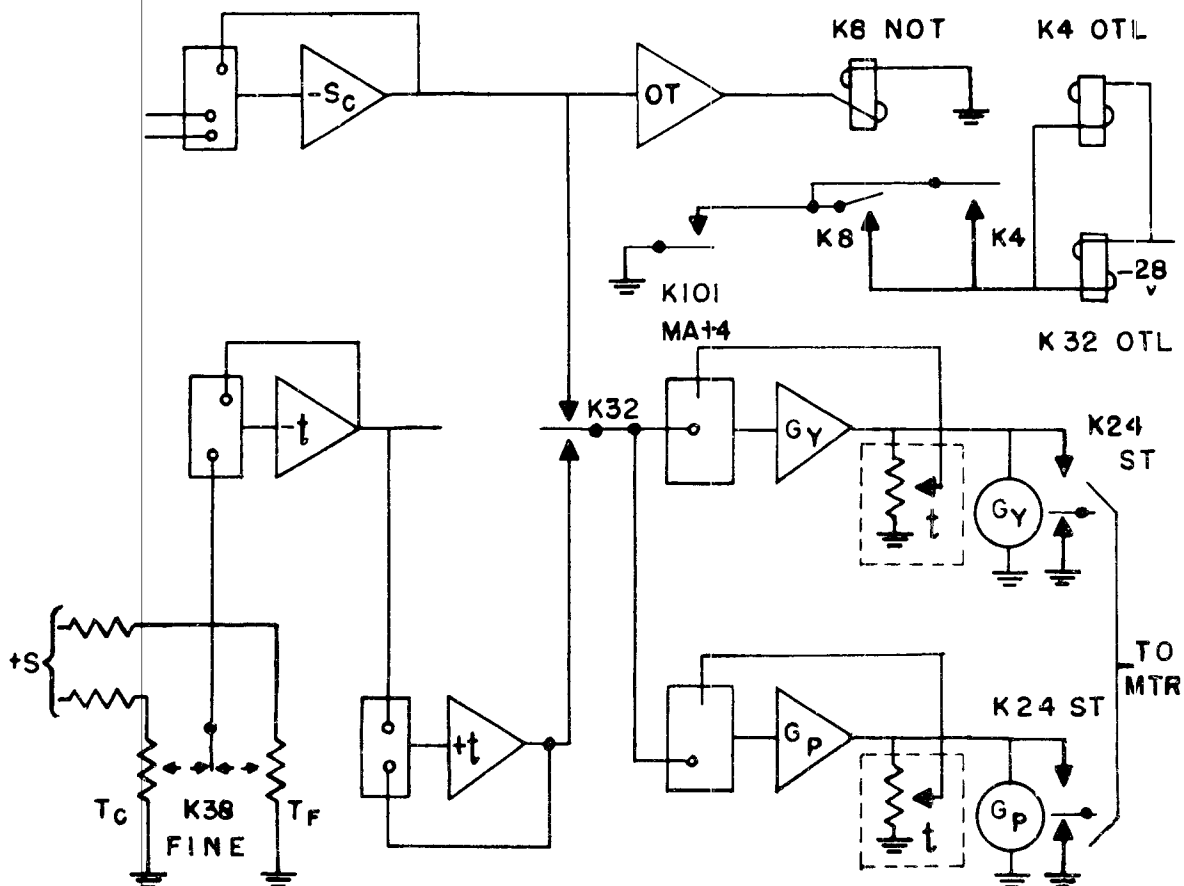 K8 NOT
K4 OTL
-Sc
OT
K8
K4
-28
v
K101
MA+4
K32 OTL
-t
K32
GY
K24
ST
GY
t
+S
+t
GP
K24 ST
TO
MTR
TC
K38
FINE
TF
GP
t